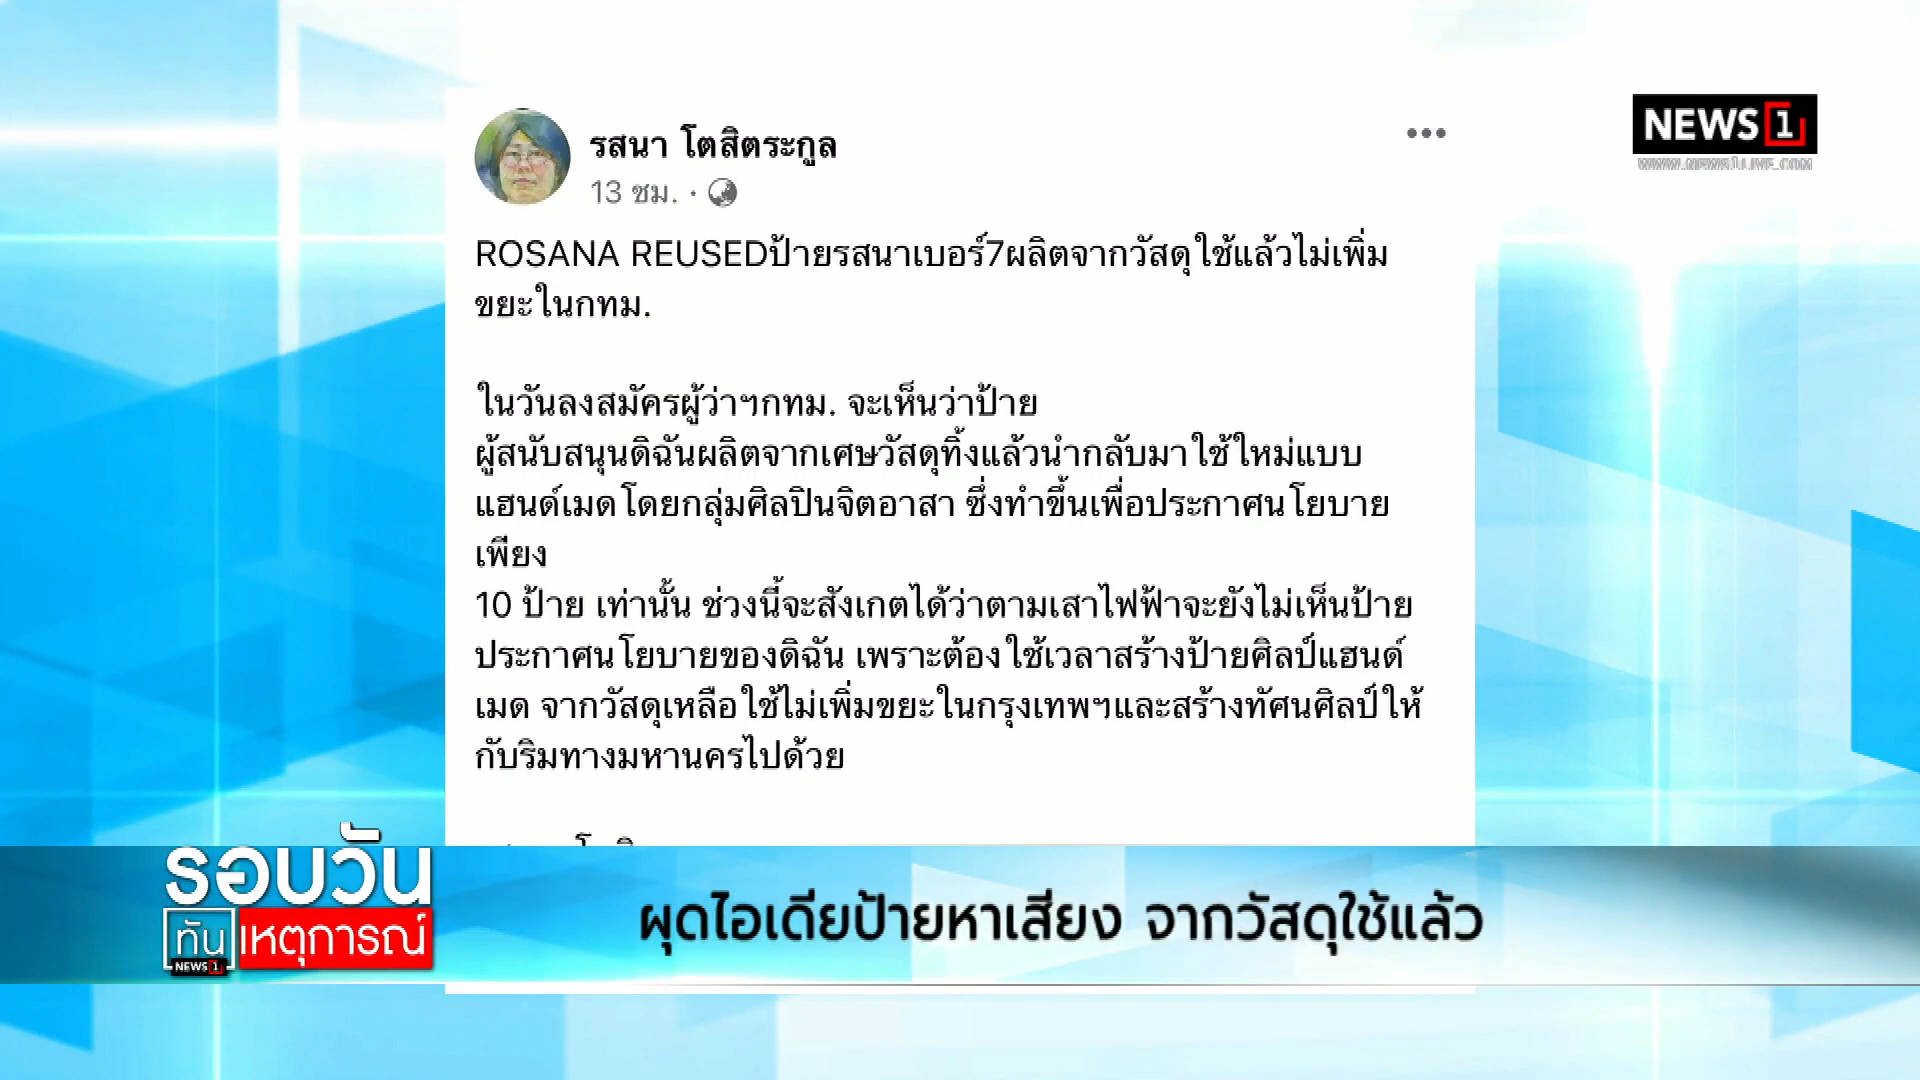 NEWS 1
WWW.NEWS1LIVE.COM
รสนา โตสิตระกูล
13 ชม. ·
ROSANA REUSEDป้ายรสนาเบอร์7ผลิตจากวัสดุใช้แล้วไม่เพิ่ม
ขยะในกทม.
ในวันลงสมัครผู้ว่าฯกทม. จะเห็นว่าป้าย
ผู้สนับสนุนดิฉันผลิตจากเศษวัสดุทิ้งแล้วนำกลับมาใช้ใหม่แบบ
แฮนด์เมดโดยกลุ่มศิลปินจิตอาสา ซึ่งทำขึ้นเพื่อประกาศนโยบาย
เพียง
10 ป้าย เท่านั้น ช่วงนี้จะสังเกตได้ว่าตามเสาไฟฟ้าจะยังไม่เห็นป้าย
ประกาศนโยบายของดิฉัน เพราะต้องใช้เวลาสร้างป้ายศิลป์แฮนด์
เมด จากวัสดุเหลือใช้ไม่เพิ่มขยะในกรุงเทพฯและสร้างทัศนศิลป์ให้
กับริมทางมหานครไปด้วย
รอบวัน
ทันเหตุการณ์
NEWS 1
ผุดไอเดียป้ายหาเสียง จากวัสดุใช้แล้ว